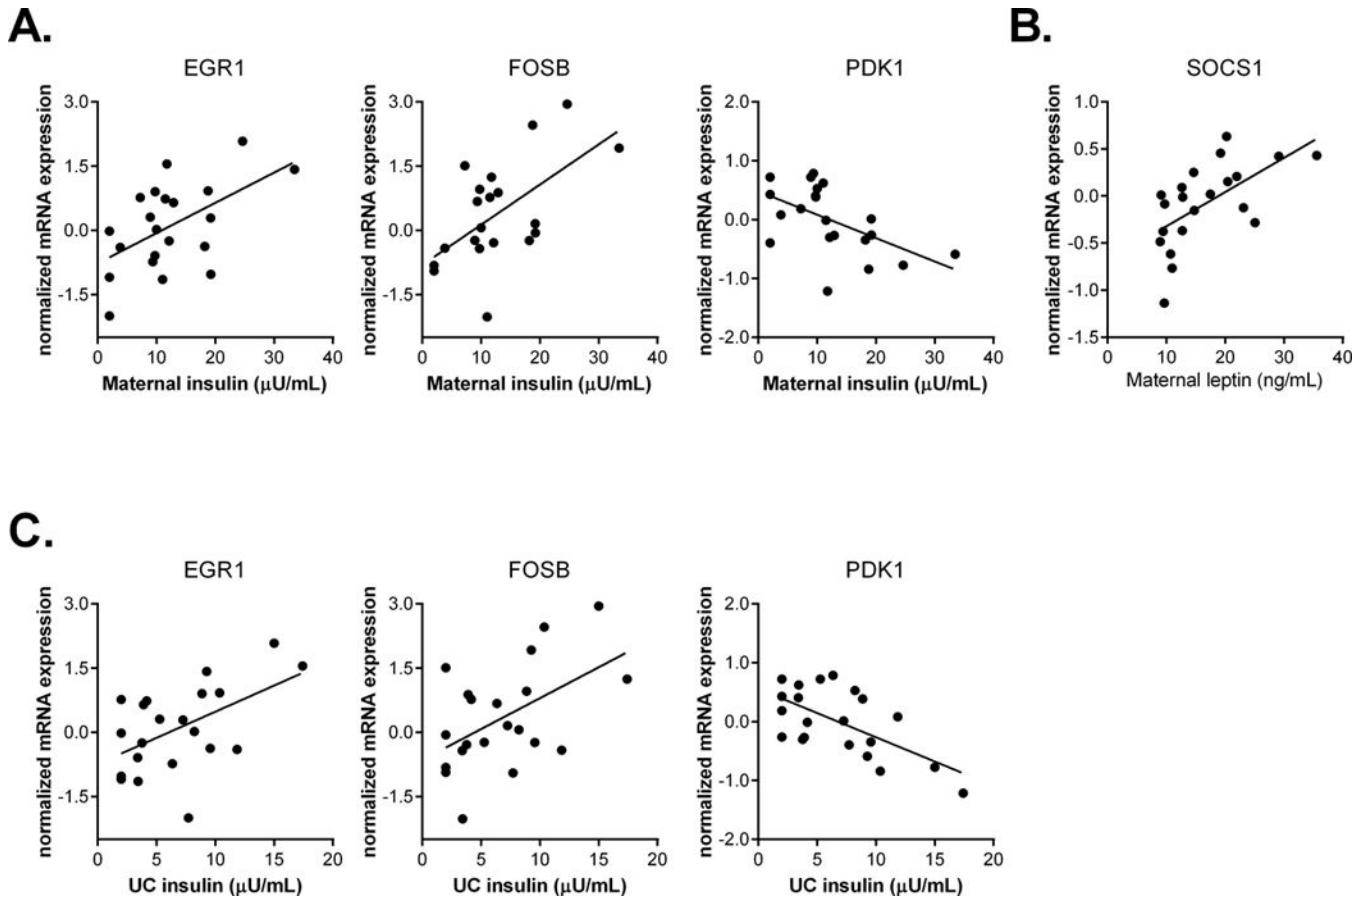 A.
B.
EGR1
FOSB
PDK1
SOCS1
normalized mRNA expression
3.0
1.5
0.0
-1.5
0
10
20
30
40
Maternal insulin (μU/mL)
normalized mRNA expression
3.0
1.5
0.0
-1.5
0
10
20
30
40
Maternal insulin (μU/mL)
normalized mRNA expression
2.0
1.0
0.0
-1.0
-2.0
0
10
20
30
40
Maternal insulin (μU/mL)
normalized mRNA expression
1.0
0.5
0.0
-0.5
-1.0
-1.5
0
10
20
30
40
Maternal leptin (ng/mL)
C.
EGR1
FOSB
PDK1
normalized mRNA expression
3.0
1.5
0.0
-1.5
0
5
10
15
20
UC insulin (μU/mL)
normalized mRNA expression
3.0
1.5
0.0
-1.5
0
5
10
15
20
UC insulin (μU/mL)
normalized mRNA expression
2.0
1.0
0.0
-1.0
-2.0
0
5
10
15
20
UC insulin (μU/mL)